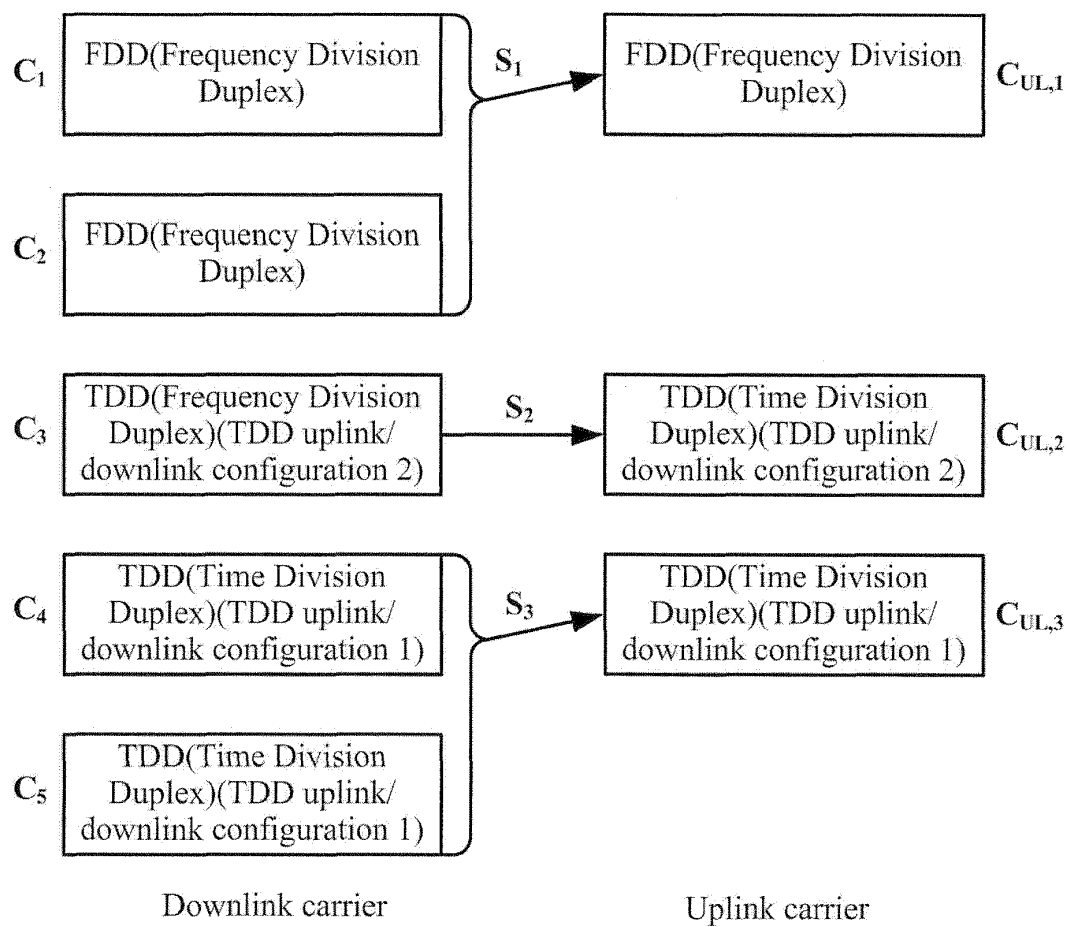 C1
FDD(Frequency Division
Duplex)
S1
FDD(Frequency Division
Duplex)
CUL,1
C2
FDD(Frequency Division
Duplex)
C3
TDD(Frequency Division
Duplex)(TDD uplink/
downlink configuration 2)
S2
TDD(Time Division
Duplex)(TDD uplink/
downlink configuration 2)
CUL,2
C4
TDD(Time Division
Duplex)(TDD uplink/
downlink configuration 1)
S3
TDD(Time Division
Duplex)(TDD uplink/
downlink configuration 1)
CUL,3
C5
TDD(Time Division
Duplex)(TDD uplink/
downlink configuration 1)
Downlink carrier
Uplink carrier